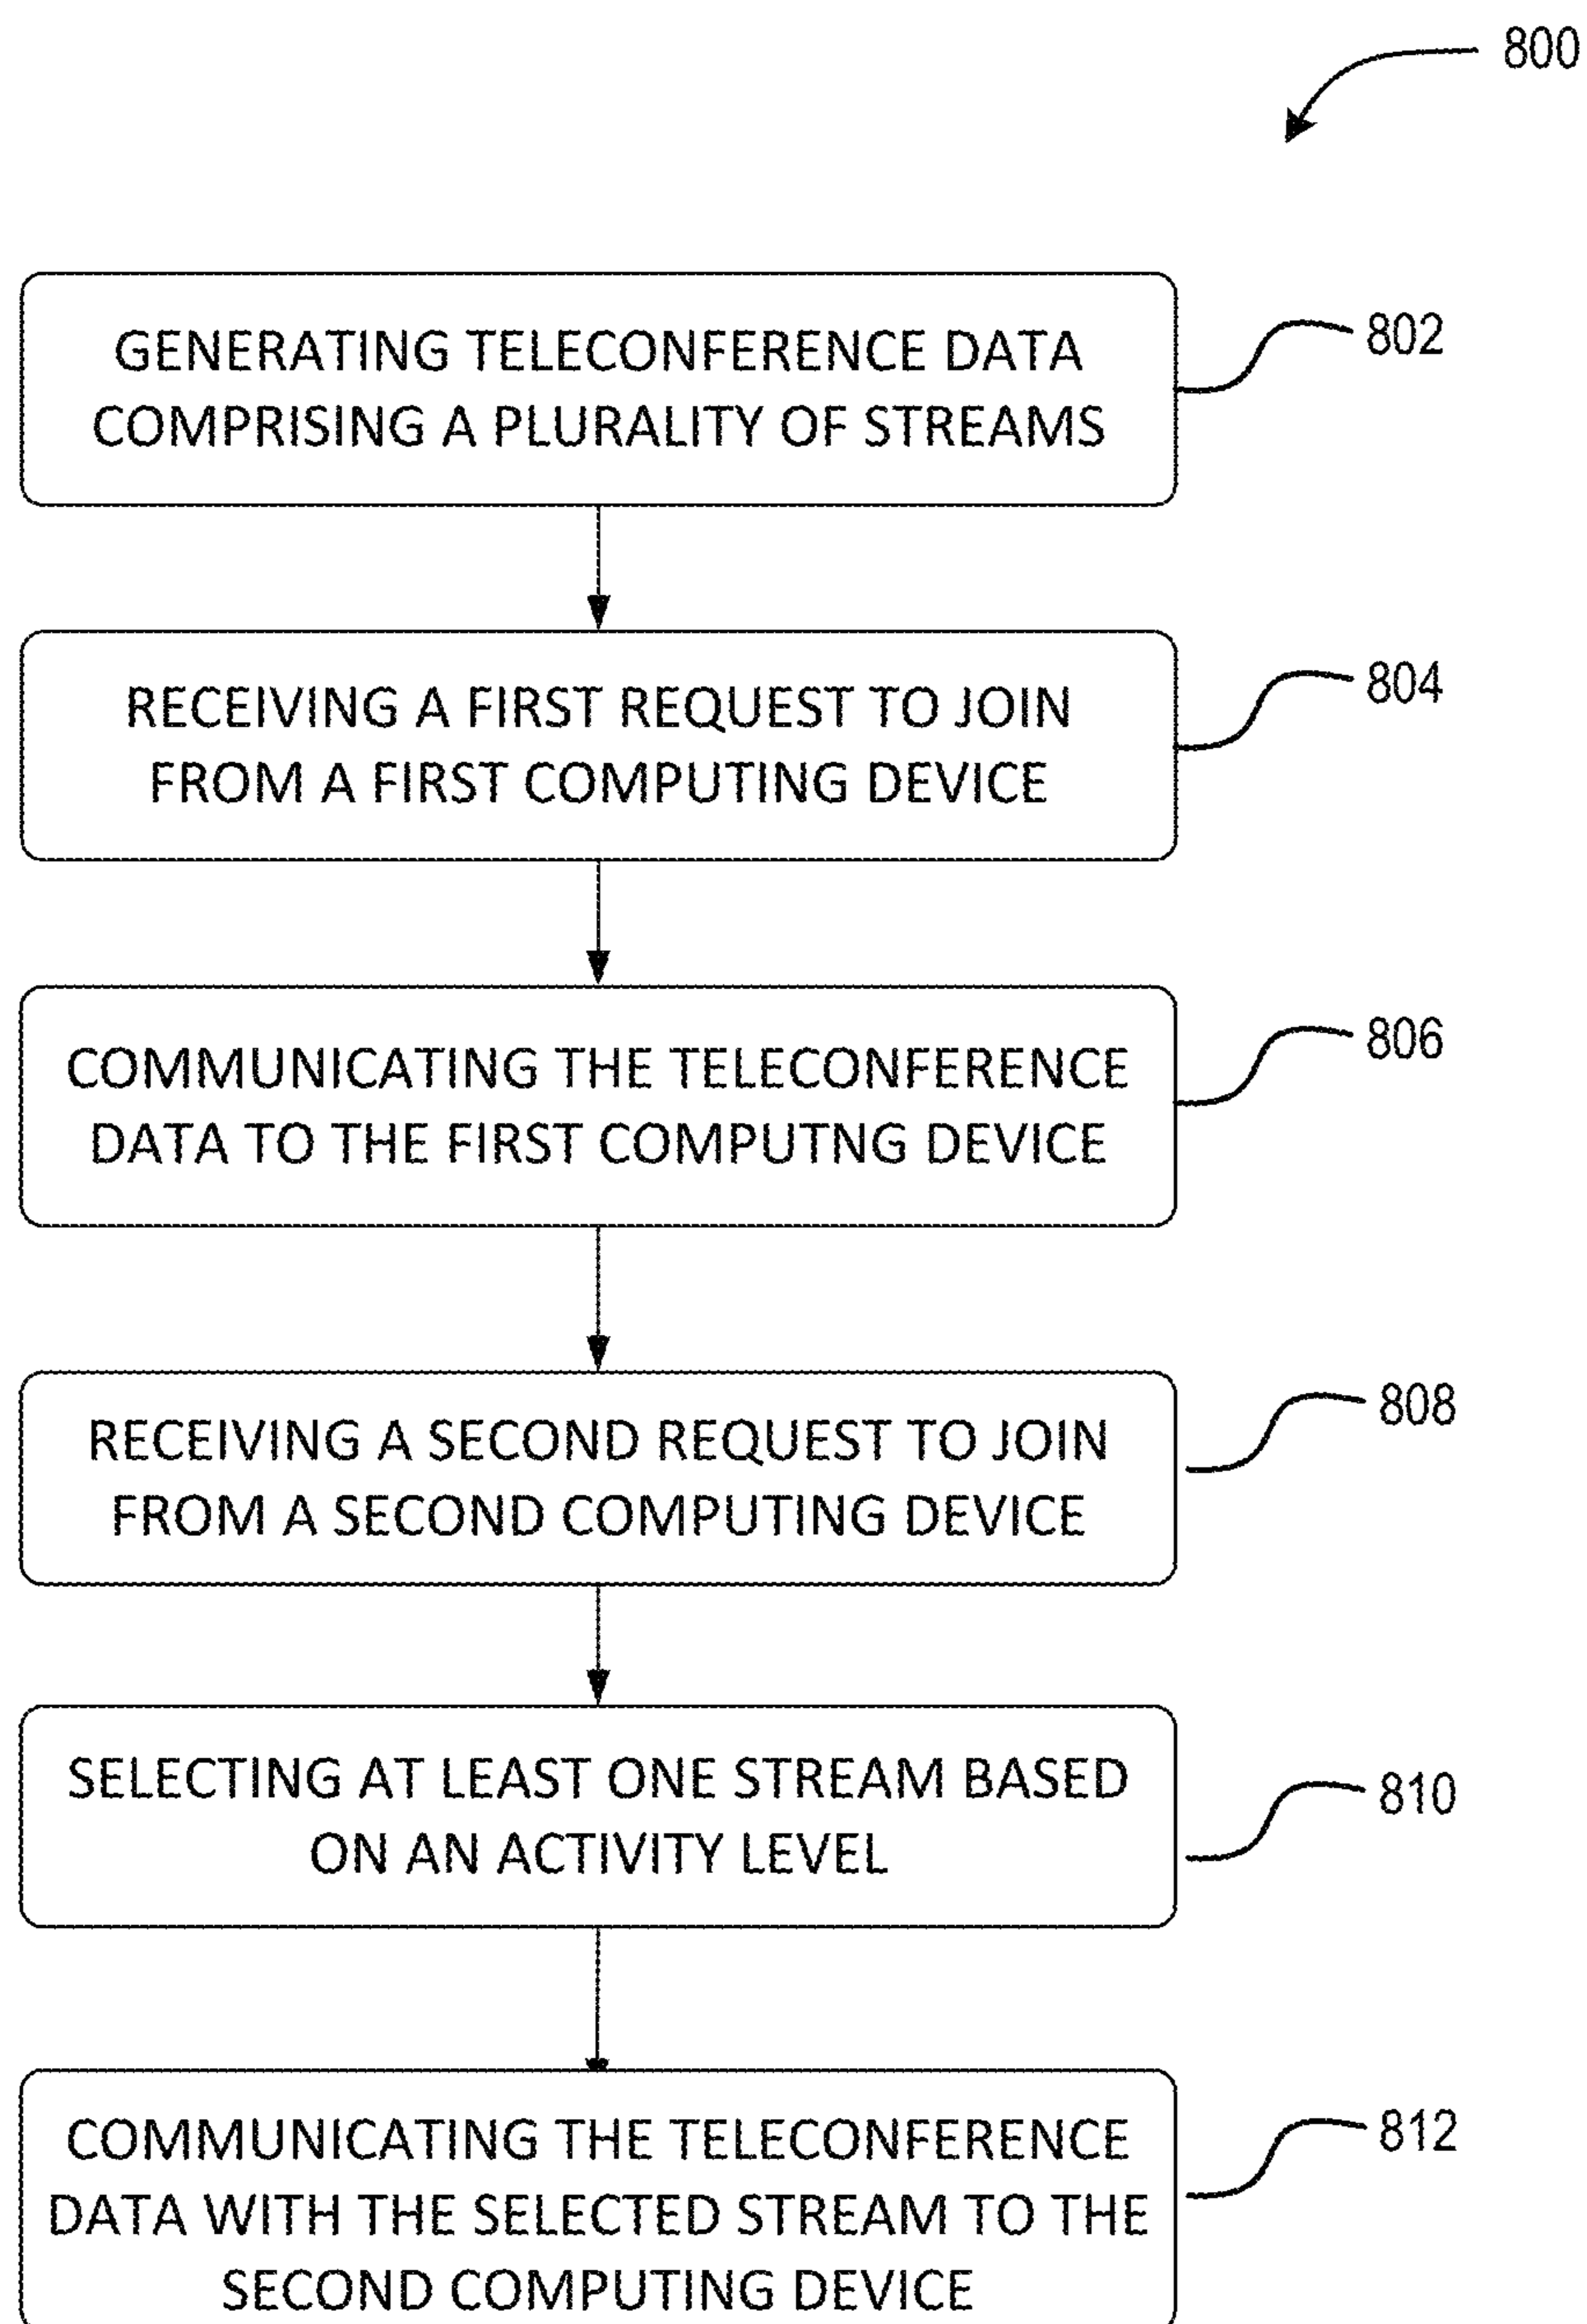 800
GENERATING TELECONFERENCE DATA
COMPRISING A PLURALITY OF STREAMS
802
RECEIVING A FIRST REQUEST TO JOIN
FROM A FIRST COMPUTING DEVICE
804
COMMUNICATING THE TELECONFERENCE
DATA TO THE FIRST COMPUTNG DEVICE
806
RECEIVING A SECOND REQUEST TO JOIN
FROM A SECOND COMPUTING DEVICE
808
SELECTING AT LEAST ONE STREAM BASED
ON AN ACTIVITY LEVEL
810
COMMUNICATING THE TELECONFERENCE
DATA WITH THE SELECTED STREAM TO THE
SECOND COMPUTING DEVICE
812